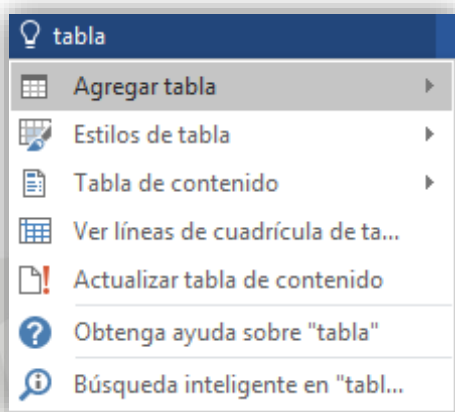 tabla
Agregar tabla
Estilos de tabla
Tabla de contenido
Ver líneas de cuadrícula de ta...
Actualizar tabla de contenido
Obtenga ayuda sobre "tabla"
Búsqueda inteligente en "tabl...